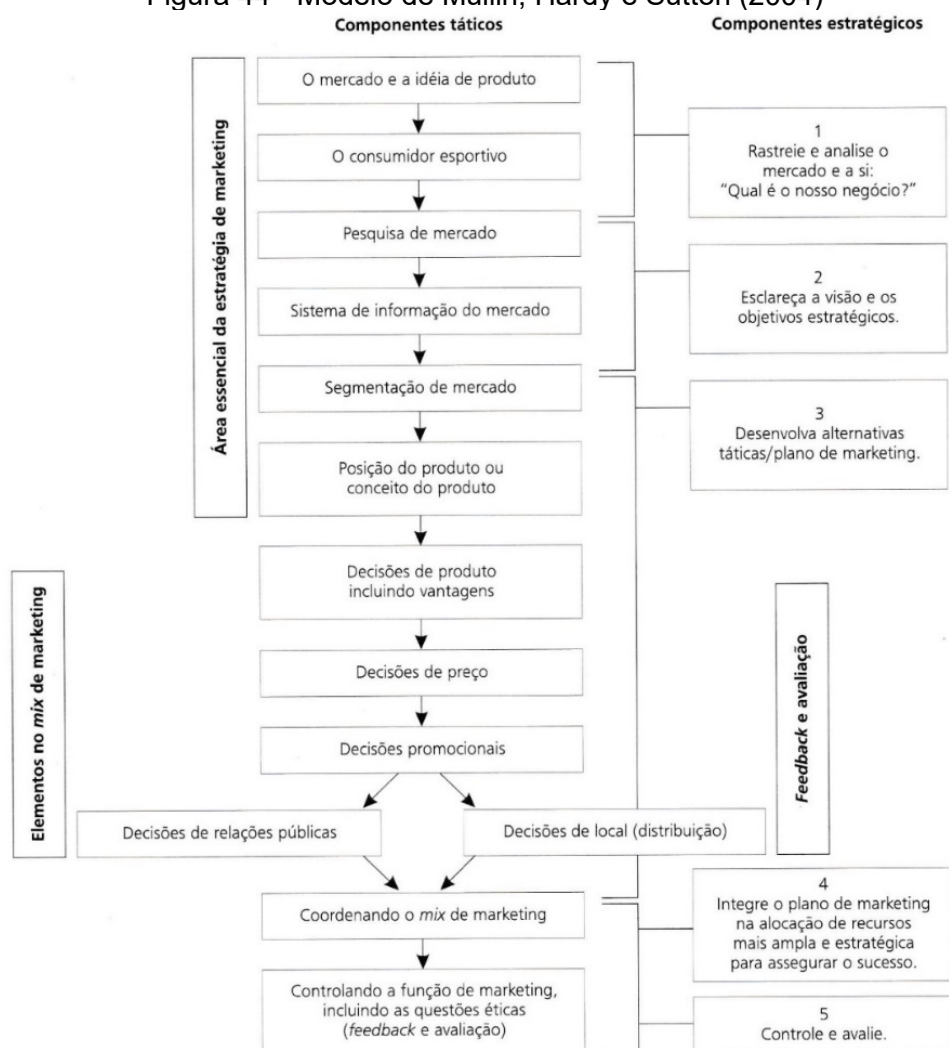 Figura 44 - Modelo de Mullin, Hardy e Sutton (2004)
Componentes táticos
Componentes estratégicos
Área essencial da estratégia de marketing
O mercado e a idéia de produto
O consumidor esportivo
Pesquisa de mercado
Sistema de informação do mercado
Segmentação de mercado
Posição do produto ou
conceito do produto
1
Rastreie e analise o
mercado e a si:
"Qual é o nosso negócio?"
2
Esclareça a visão e os
objetivos estratégicos.
3
Desenvolva alternativas
táticas/plano de marketing.
Elementos no mix de marketing
Decisões de produto
incluindo vantagens
Decisões de preço
Decisões promocionais
Decisões de relações públicas
Decisões de local (distribuição)
Feedback e avaliação
Coordenando o mix de marketing
Controlando a função de marketing,
incluindo as questões éticas
(feedback e avaliação)
4
Integre o plano de marketing
na alocação de recursos
mais ampla e estratégica
para assegurar o sucesso.
5
Controle e avalie.